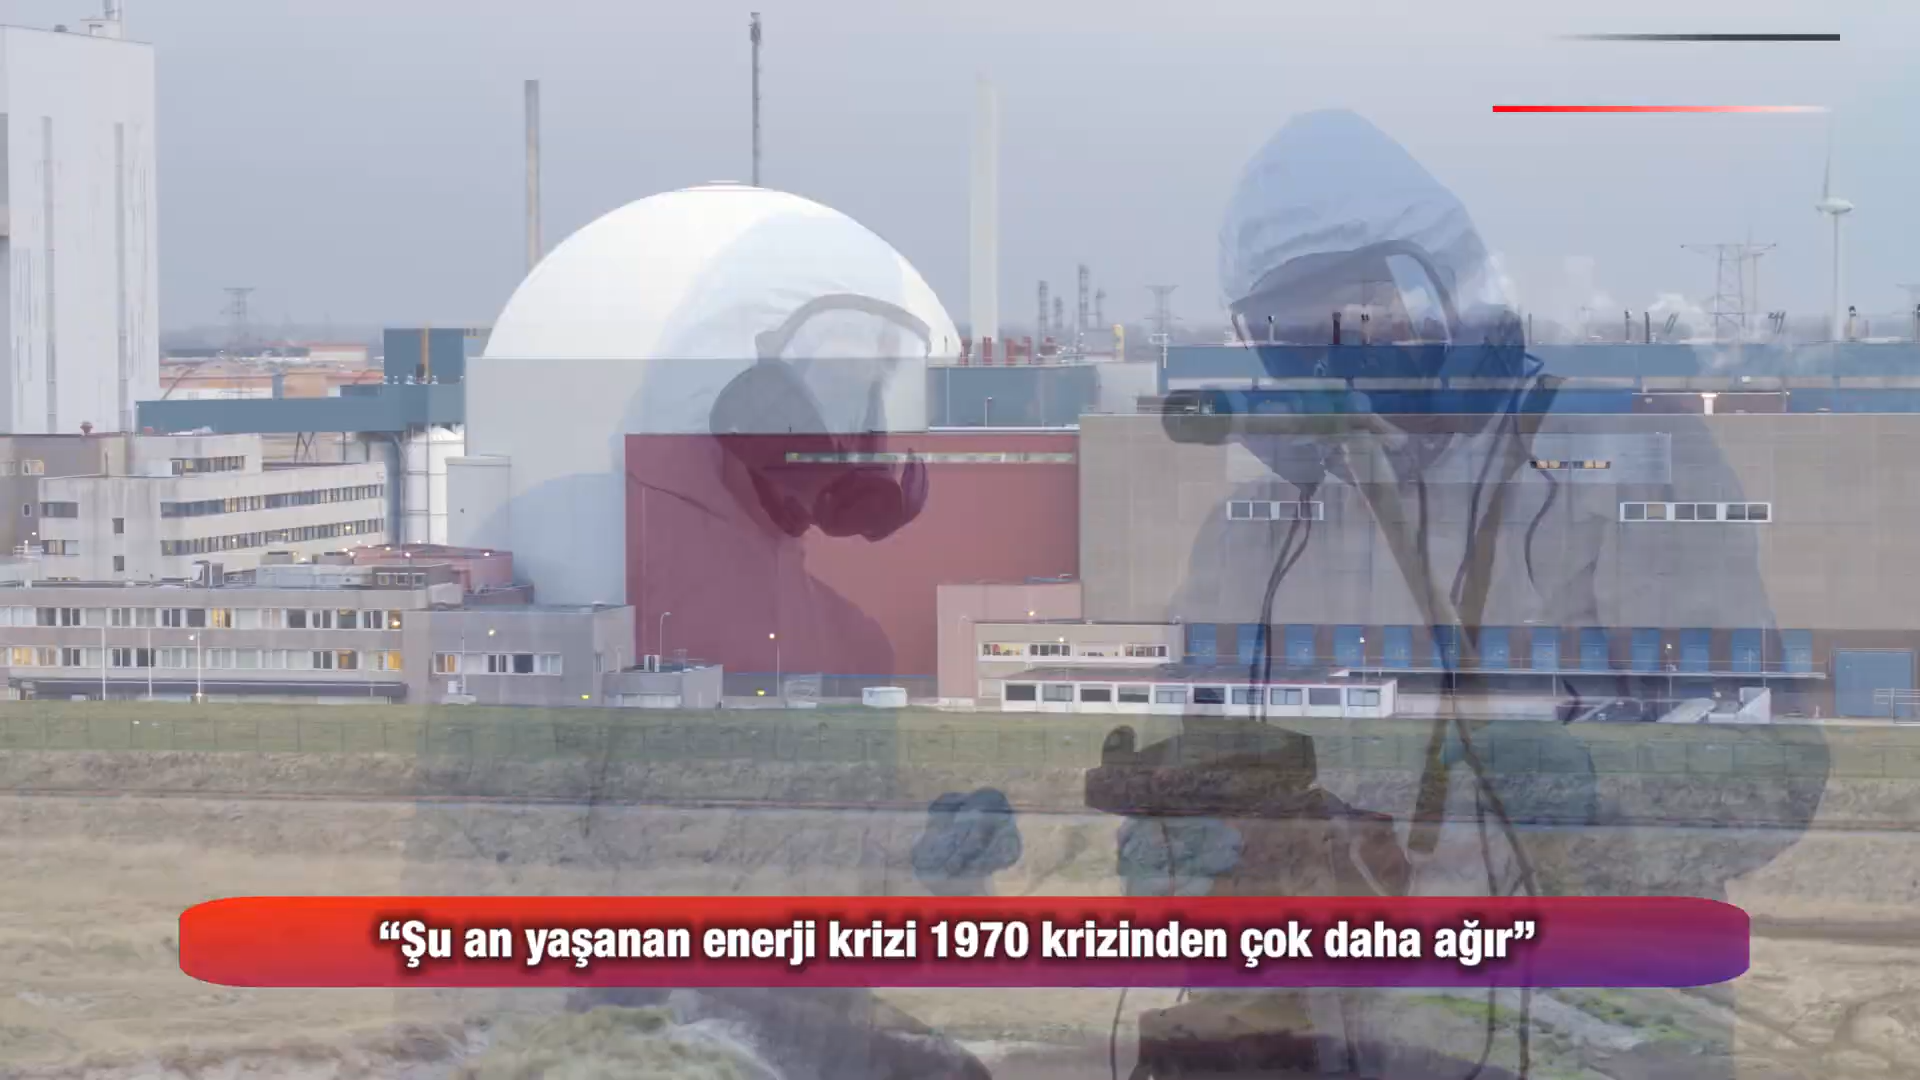 “Şu an yaşanan enerji krizi 1970 krizinden çok daha ağır”